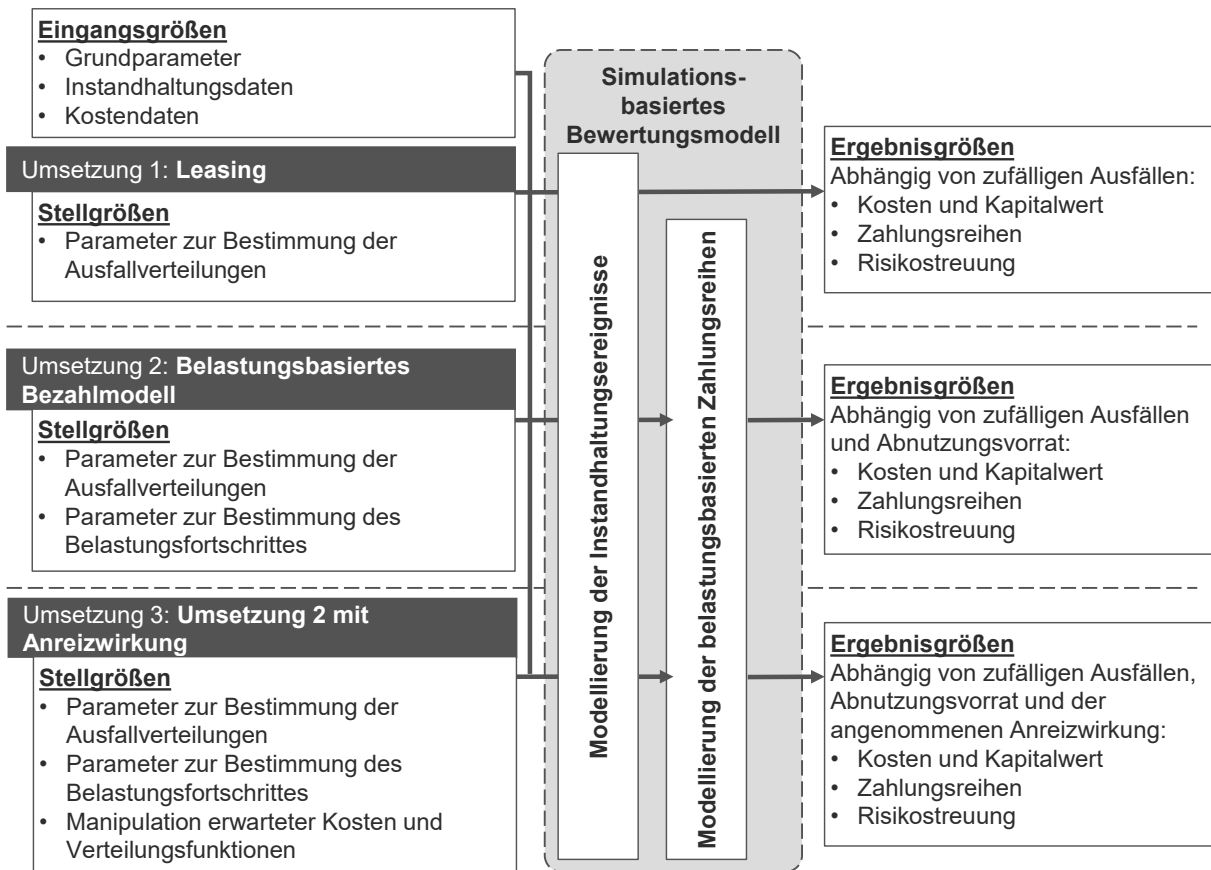 Eingangsgrößen
• Grundparameter
• Instandhaltungsdaten
• Kostendaten
Umsetzung 1: Leasing
Stellgrößen
• Parameter zur Bestimmung der
Ausfallverteilungen
Umsetzung 2: Belastungsbasiertes
Bezahlmodell
Stellgrößen
• Parameter zur Bestimmung der
Ausfallverteilungen
• Parameter zur Bestimmung des
Belastungsfortschrittes
Umsetzung 3: Umsetzung 2 mit
Anreizwirkung
Stellgrößen
• Parameter zur Bestimmung der
Ausfallverteilungen
• Parameter zur Bestimmung des
Belastungsfortschrittes
• Manipulation erwarteter Kosten und
Verteilungsfunktionen
Simulations-
basiertes
Bewertungsmodell
Modellierung der Instandhaltungsereignisse
Modellierung der belastungsbasierten Zahlungsreihen
Ergebnisgrößen
Abhängig von zufälligen Ausfällen:
• Kosten und Kapitalwert
• Zahlungsreihen
• Risikostreuung
Ergebnisgrößen
Abhängig von zufälligen Ausfällen
und Abnutzungsvorrat:
• Kosten und Kapitalwert
• Zahlungsreihen
• Risikostreuung
Ergebnisgrößen
Abhängig von zufälligen Ausfällen,
Abnutzungsvorrat und der
angenommenen Anreizwirkung:
• Kosten und Kapitalwert
• Zahlungsreihen
• Risikostreuung